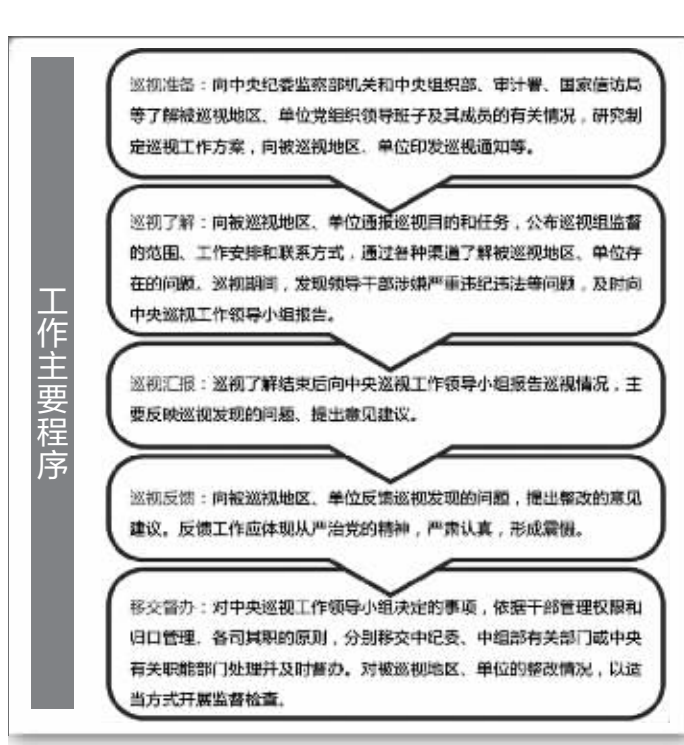 工作主要程序
巡视准备：向中央纪委监察部机关和中央组织部、审计署、国家信访局
等了解被巡视地区、单位党组织领导班子及其成员的有关情况，研究制
定巡视工作方案，向被巡视地区、单位印发巡视通知等。
巡视了解：向被巡视地区、单位通报巡视目的和任务，公布巡视组监督
的范围、工作安排和联系方式，通过各种渠道了解被巡视地区、单位存
在的问题。巡视期间，发现领导干部涉嫌严重违纪违法等问题，及时向
中央巡视工作领导小组报告。
巡视汇报：巡视了解结束后向中央巡视工作领导小组报告巡视情况，主
要反映巡视发现的问题、提出意见建议。
巡视反馈：向被巡视地区、单位反馈巡视发现的问题，提出整改的意见
建议。反馈工作应体现从严治党的精神，严肃认真，形成震慑。
移交督办：对中央巡视工作领导小组决定的事项，依据干部管理权限和
归口管理、各司其职的原则，分别移交中纪委、中组部有关部门或中央
有关职能部门处理并及时督办。对被巡视地区、单位的整改情况，以适
当方式开展监督检查。